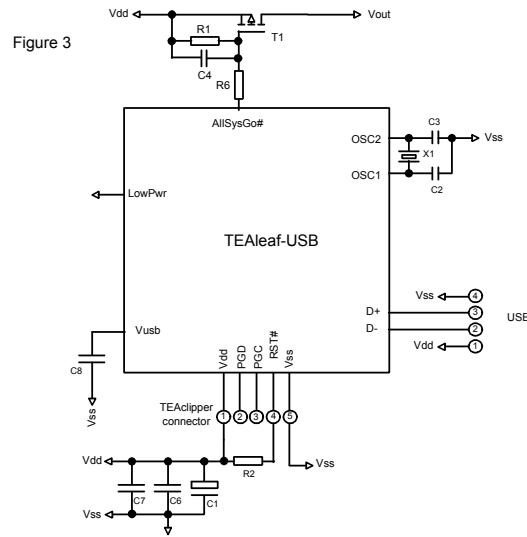 Vdd
Vout
R1
T1
Figure 3
C4
R6
AllSysGo#
OSC2
C3
Vss
X1
OSC1
C2
LowPwr
TEAleaf-USB
Vss
4
D+
3
USB
D-
2
Vdd
1
Vusb
C8
Vss
Vdd
PGD
PGC
RST#
Vss
TEAclipper
connector
1
2
3
4
5
Vdd
R2
Vss
C7
C6
C1
Vss